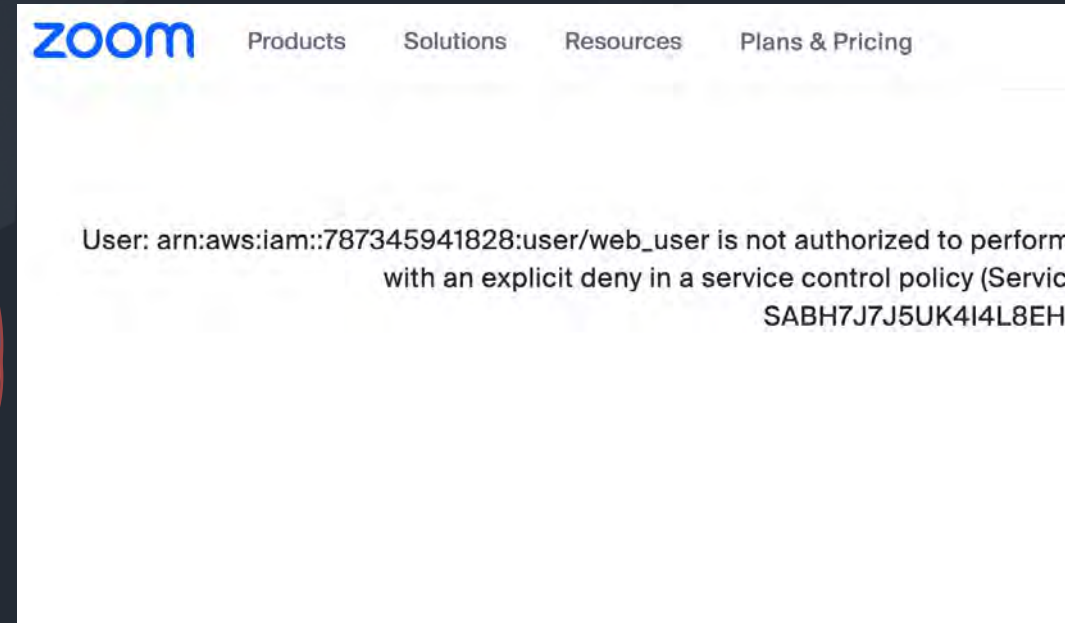 zoom Products Solutions Resources Plans & Pricing
User: arn:aws:iam::787345941828:user/web_user is not authorized to perform
with an explicit deny in a service control policy (Servic
SABH7J7J5UK4I4L8EH